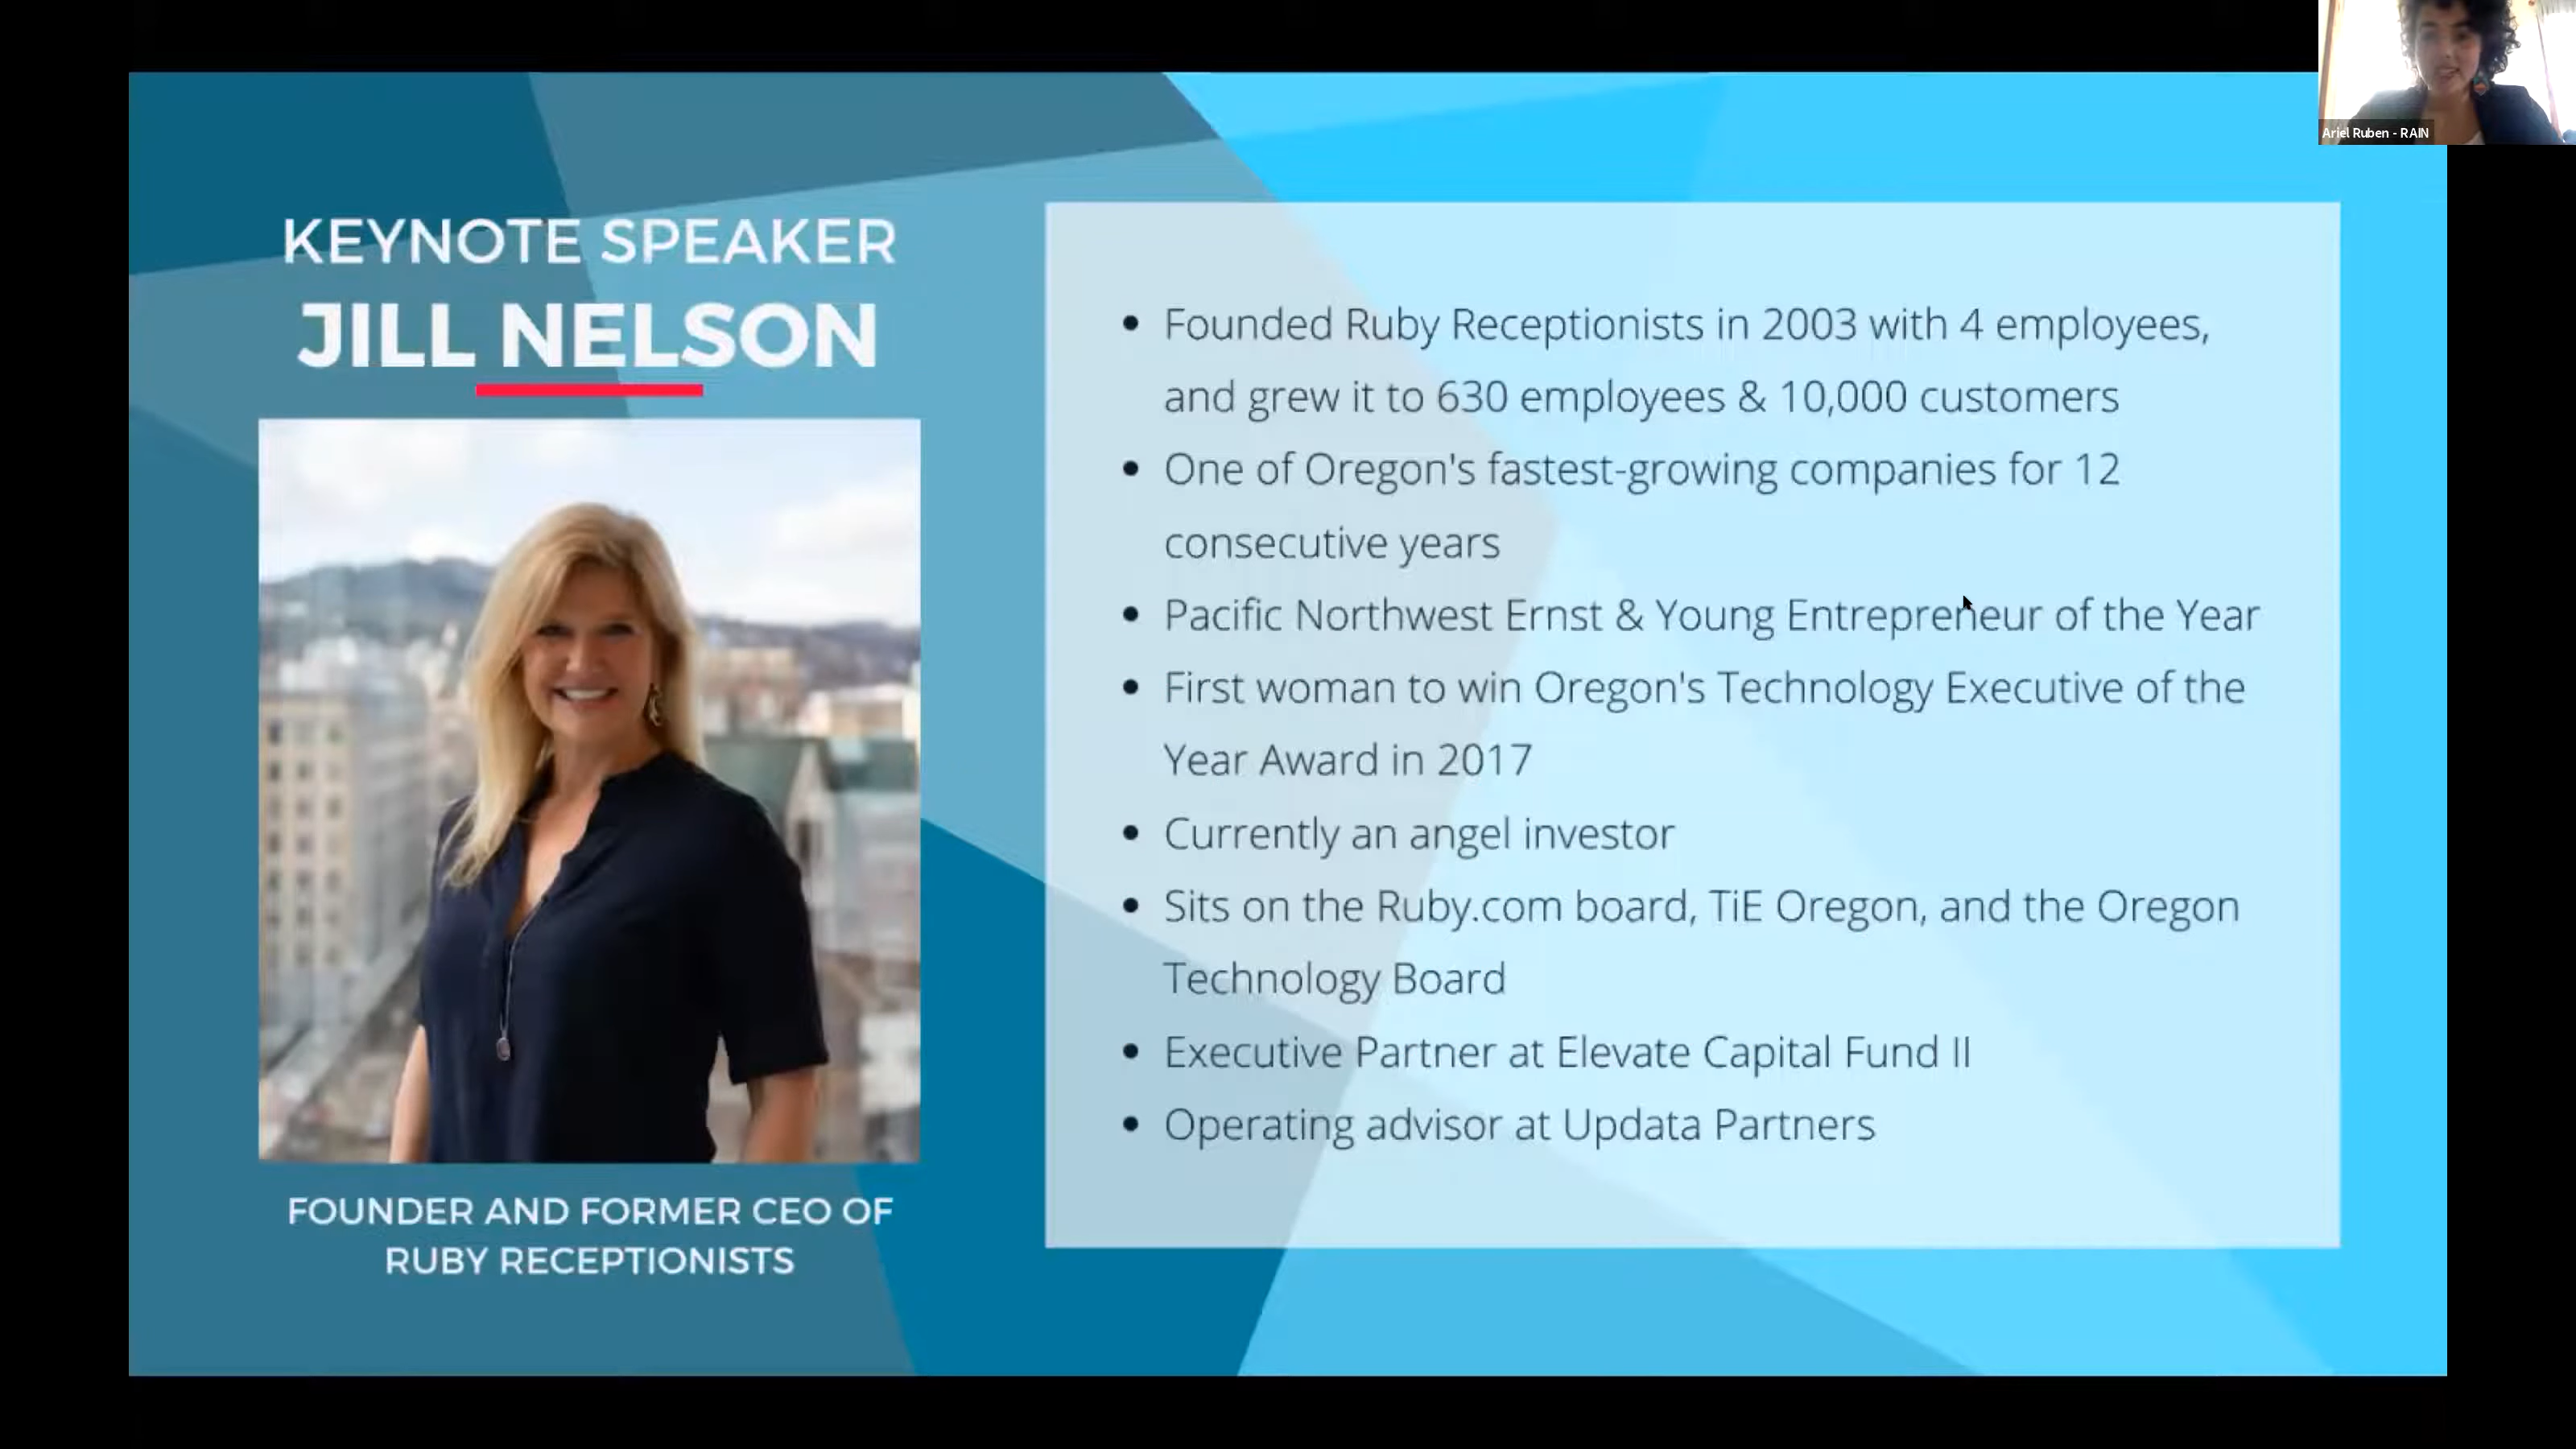 Ariel Ruben - RAIN
KEYNOTE SPEAKER
JILL NELSON
FOUNDER AND FORMER CEO OF
RUBY RECEPTIONISTS
• Founded Ruby Receptionists in 2003 with 4 employees,
and grew it to 630 employees & 10,000 customers
• One of Oregon's fastest-growing companies for 12
consecutive years
• Pacific Northwest Ernst & Young Entrepreneur of the Year
• First woman to win Oregon's Technology Executive of the
Year Award in 2017
• Currently an angel investor
• Sits on the Ruby.com board, TiE Oregon, and the Oregon
Technology Board
• Executive Partner at Elevate Capital Fund II
• Operating advisor at Updata Partners